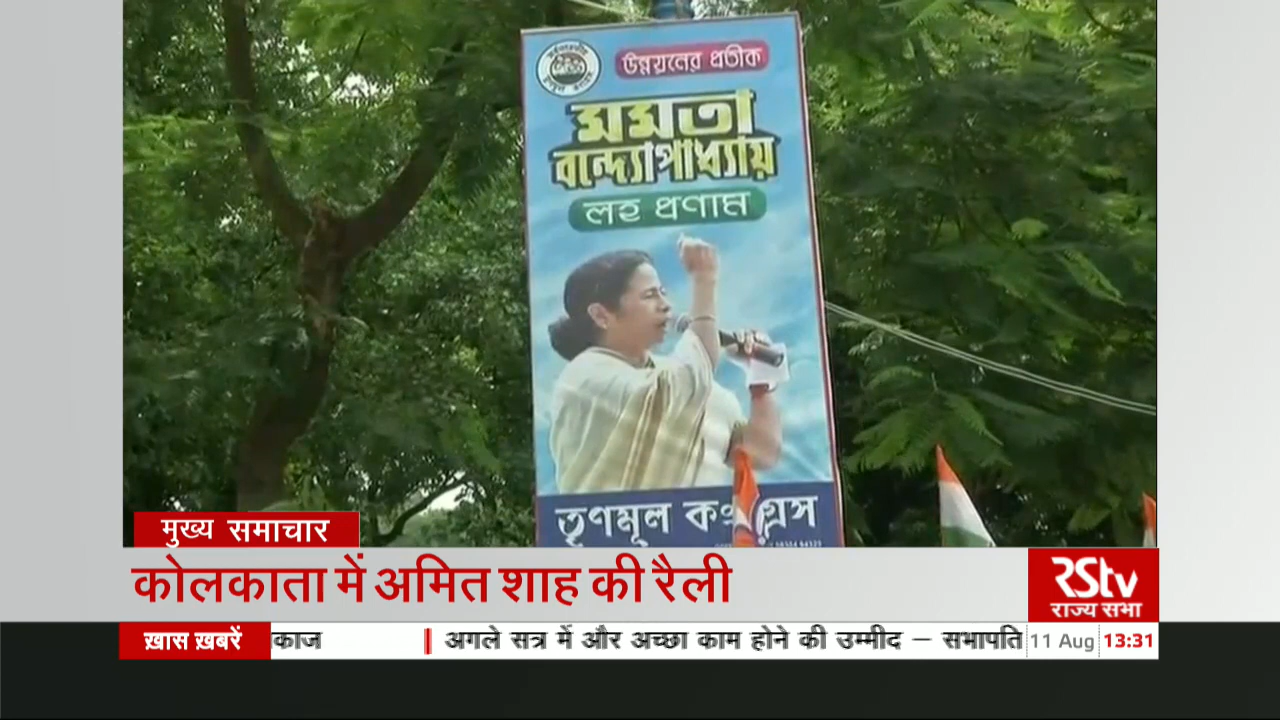 উন্নয়নের প্রতীক
মমতা
বন্দ্যোপাধ্যায়
লহ প্রণাম
তৃণমূল কংগ্রেস
मुख्य समाचार
कोलकाता में अमित शाह की रैली
RStv
राज्य सभा
ख़ास ख़बरें
काज
अगले सत्र में और अच्छा काम होने की उम्मीद – सभापति
11 Aug
13:31